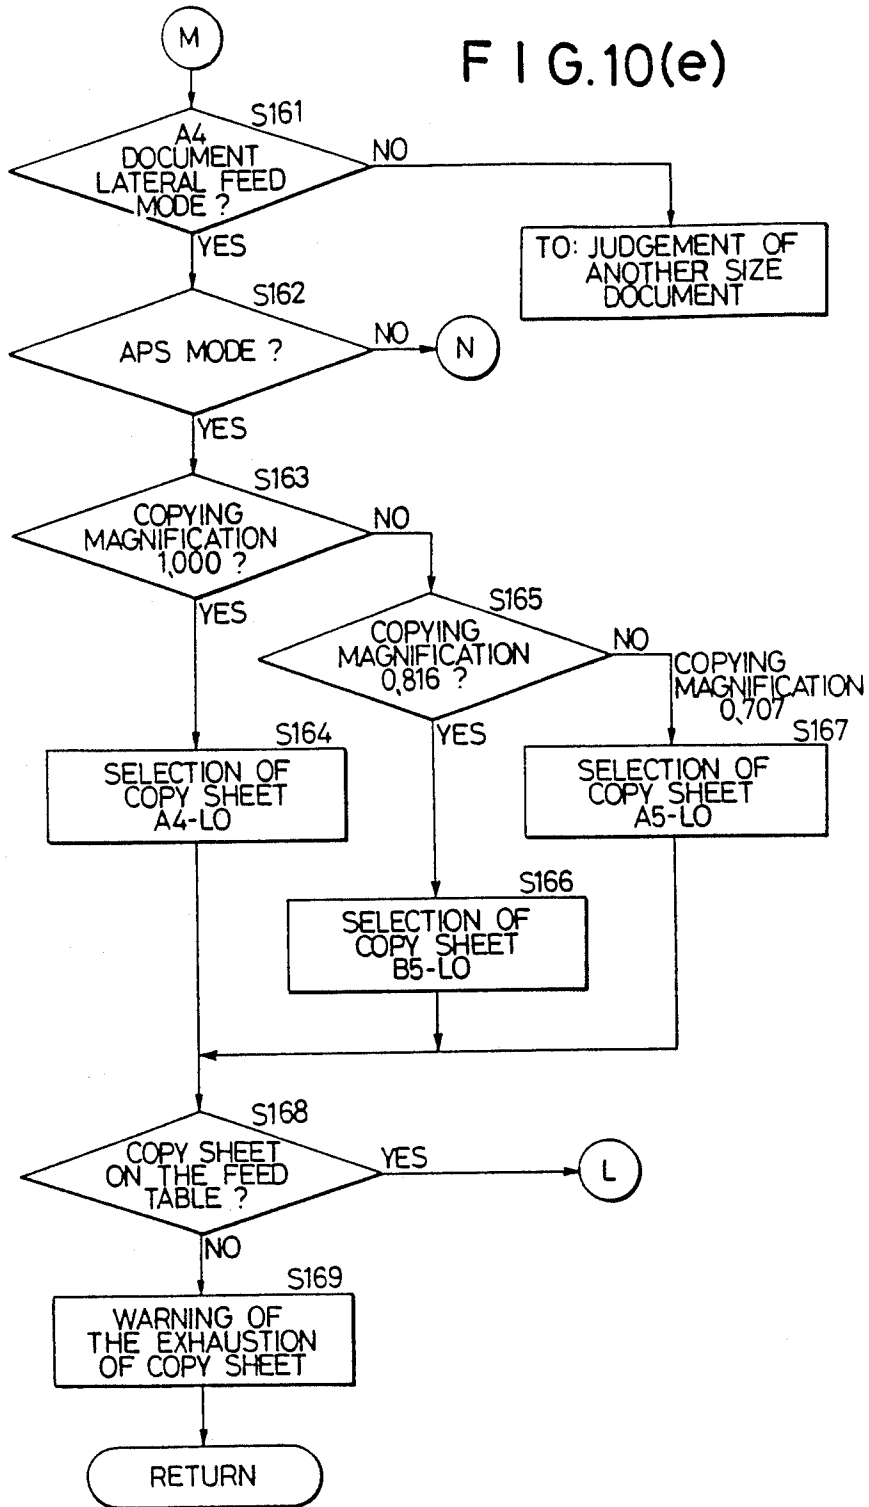 M
FIG.10(e)
S161
A4
DOCUMENT
LATERAL FEED
MODE ?
NO
YES
TO: JUDGEMENT OF
ANOTHER SIZE
DOCUMENT
S162
APS MODE ?
NO
N
YES
S163
COPYING
MAGNIFICATION
1,000 ?
NO
YES
S165
COPYING
MAGNIFICATION
0,816 ?
NO
COPYING
MAGNIFICATION
0,707
YES
S164
SELECTION OF
COPY SHEET
A4-LO
S167
SELECTION OF
COPY SHEET
A5-LO
S166
SELECTION OF
COPY SHEET
B5-LO
S168
COPY SHEET
ON THE FEED
TABLE ?
YES
L
NO
S169
WARNING OF
THE EXHAUSTION
OF COPY SHEET
RETURN